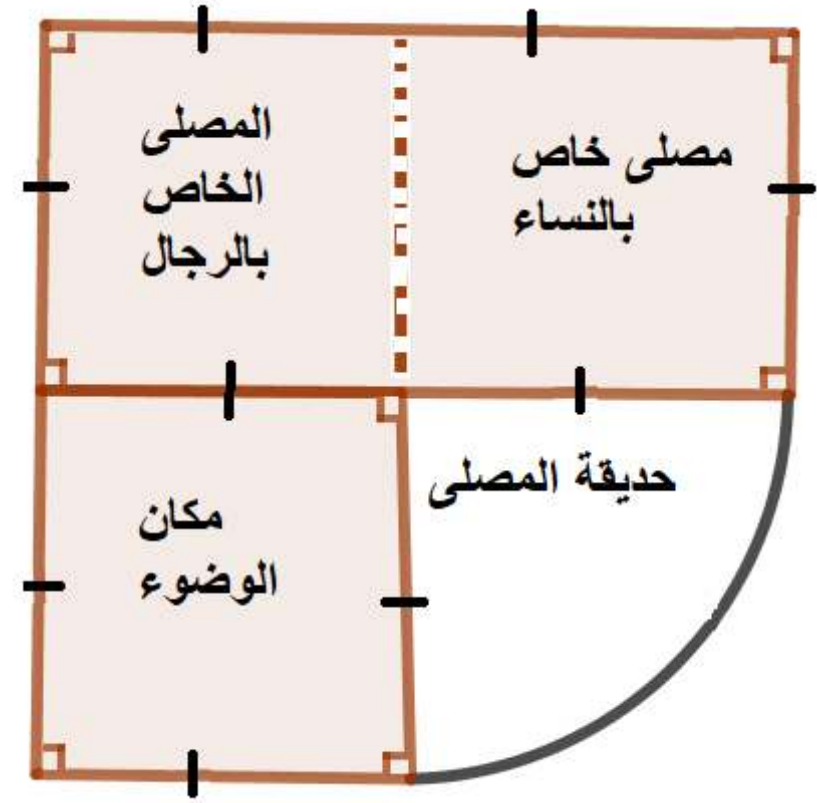 المصلى
الخاص
بالرجال
مصلى خاص
بالنساء
مكان
الوضوء
حديقة المصلى